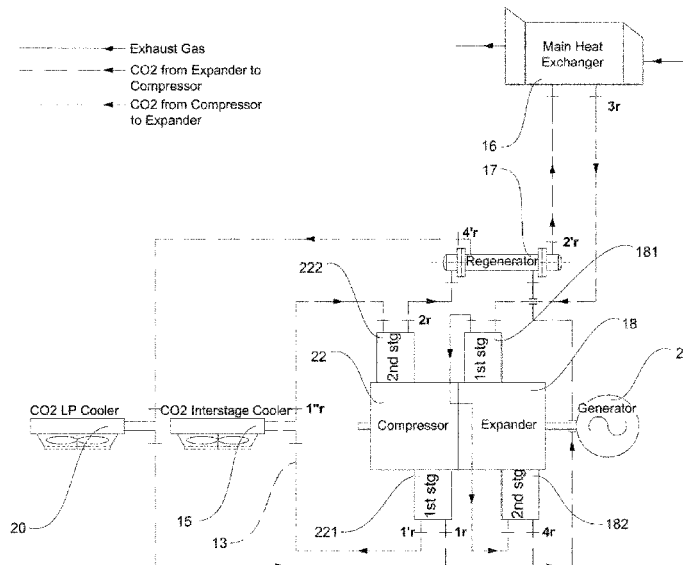 Exhaust Gas
CO2 from Expander to
Compressor
CO2 from Compressor
to Expander
Main Heat
Exchanger
3r
16
17
4'r
2'r
Regenerator
181
222
2r
2nd stg
1st stg
18
22
2
CO2 LP Cooler
CO2 Interstage Cooler
1"r
Compressor
Expander
Generator
1st stg
2nd stg
20
15
13
221
1'r
1r
4r
182